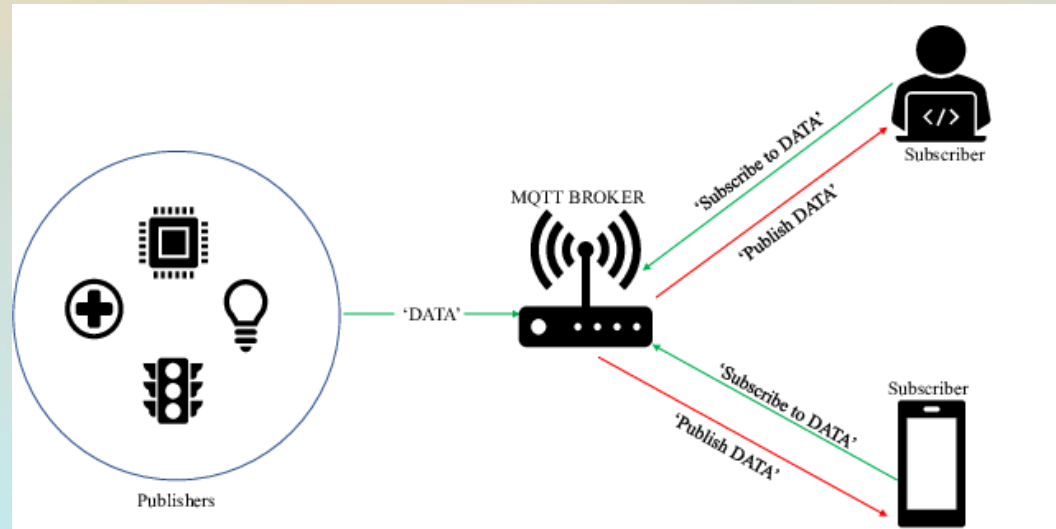 Publishers
‘DATA’
MQTT BROKER
‘Subscribe to DATA’
‘Publish DATA’
</>
Subscriber
‘Subscribe to DATA’
‘Publish DATA’
Subscriber